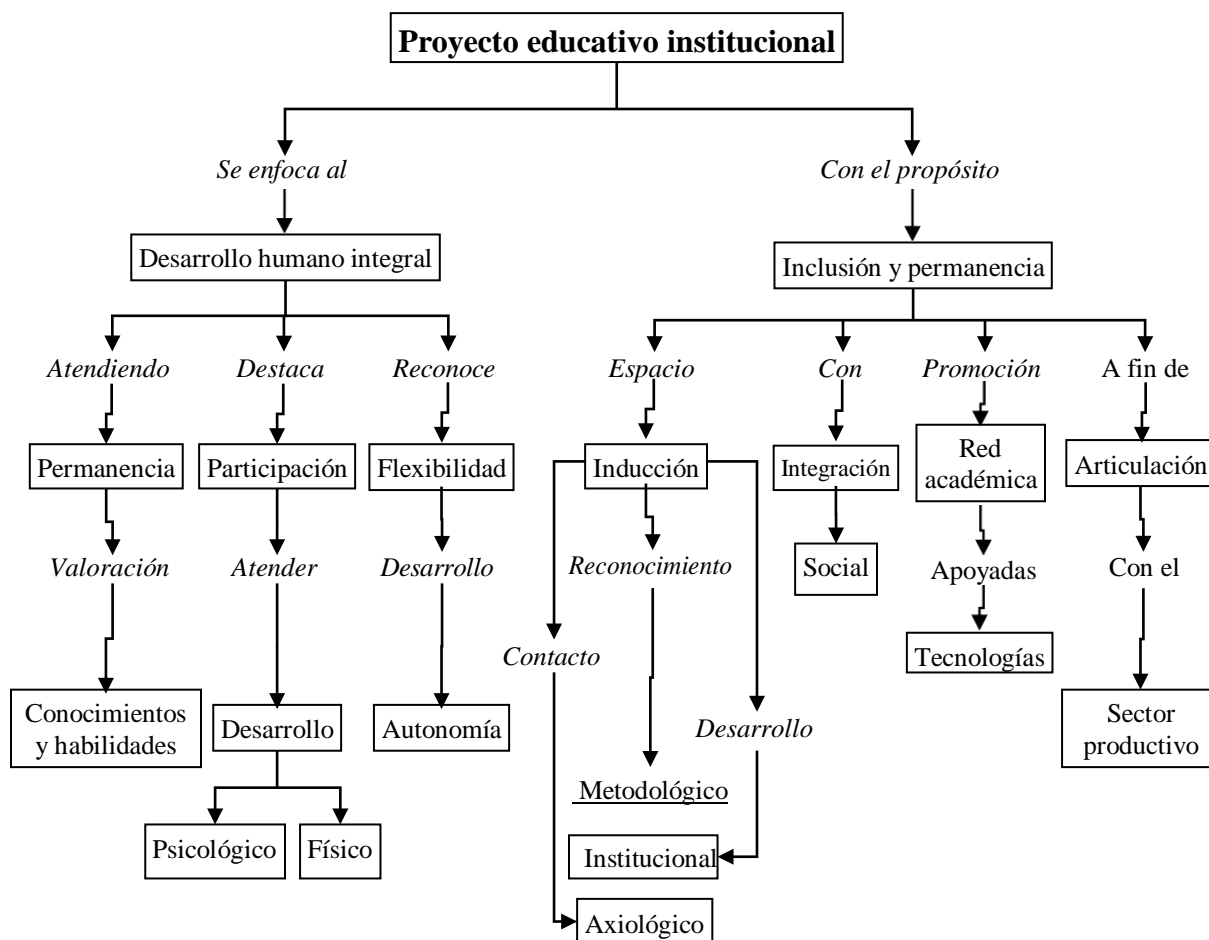 Proyecto educativo institucional
Se enfoca al
Con el propósito
Desarrollo humano integral
Inclusión y permanencia
Atendiendo
Destaca
Reconoce
Espacio
Con
Promoción
A fin de
Permanencia
Participación
Flexibilidad
Inducción
Integración
Red
académica
Articulación
Valoración
Atender
Desarrollo
Reconocimiento
Social
Apoyadas
Con el
Contacto
Tecnologías
Conocimientos
y habilidades
Desarrollo
Autonomía
Desarrollo
Sector
productivo
Metodológico
Psicológico
Físico
Institucional
Axiológico